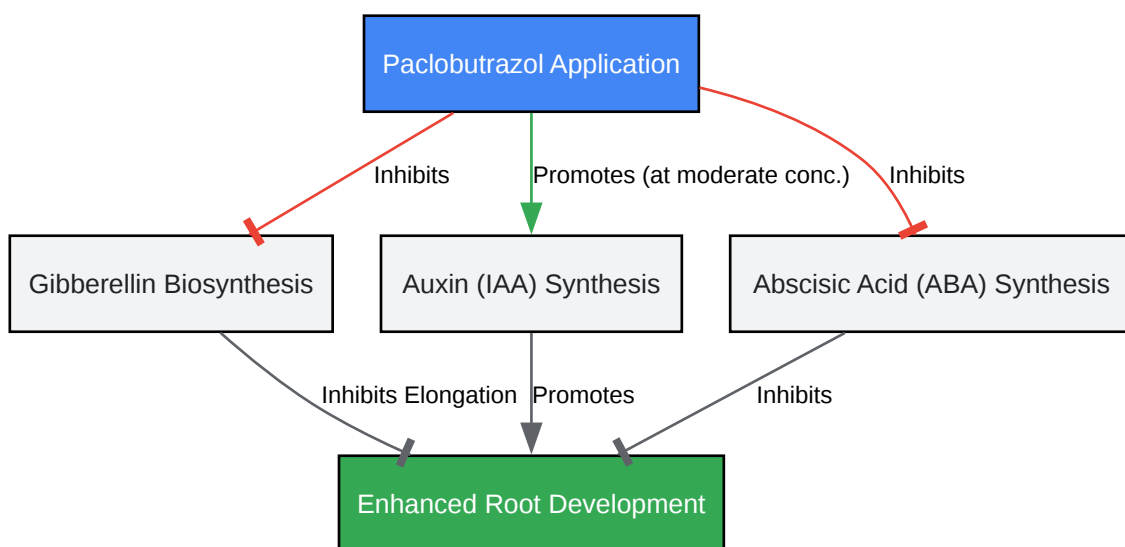 Paclobutrazol Application
Inhibits
Promotes (at moderate conc.)
Inhibits
Gibberellin Biosynthesis
Auxin (IAA) Synthesis
Abscisic Acid (ABA) Synthesis
Inhibits Elongation
Promotes
Inhibits
Enhanced Root Development